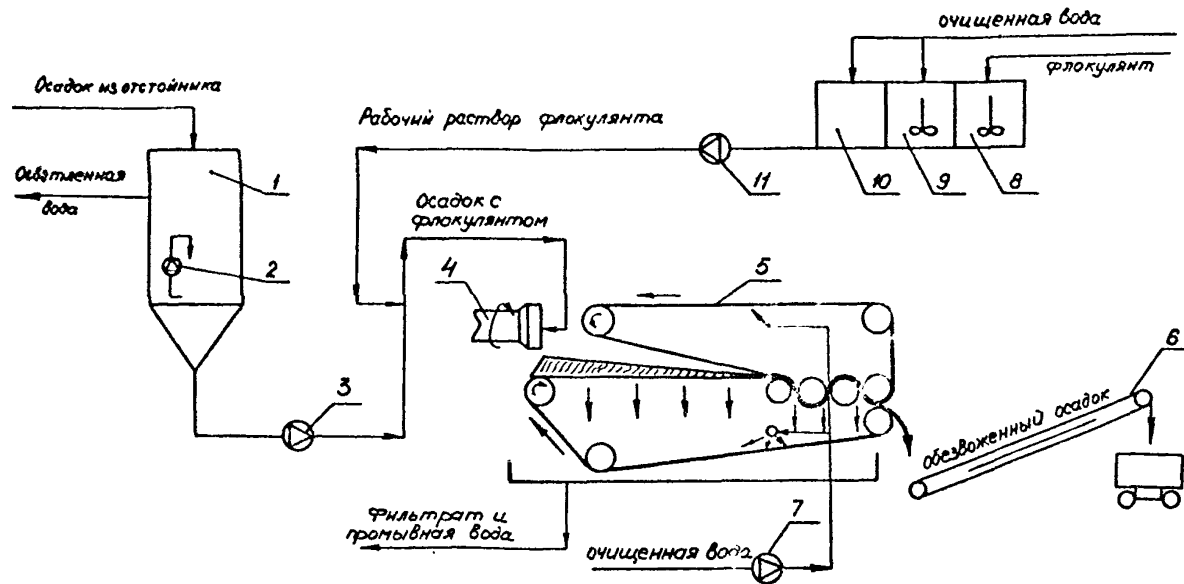 очищенная вода
флокулянт
Осадок из отстойника
Рабочий раствор флокулянта
Осветленная
вода
1
2
11
10
9
8
Осадок с
флокулянтом
4
5
6
3
обезвоженный осадок
Фильтрат и
промывная вода
очищенная вода
7